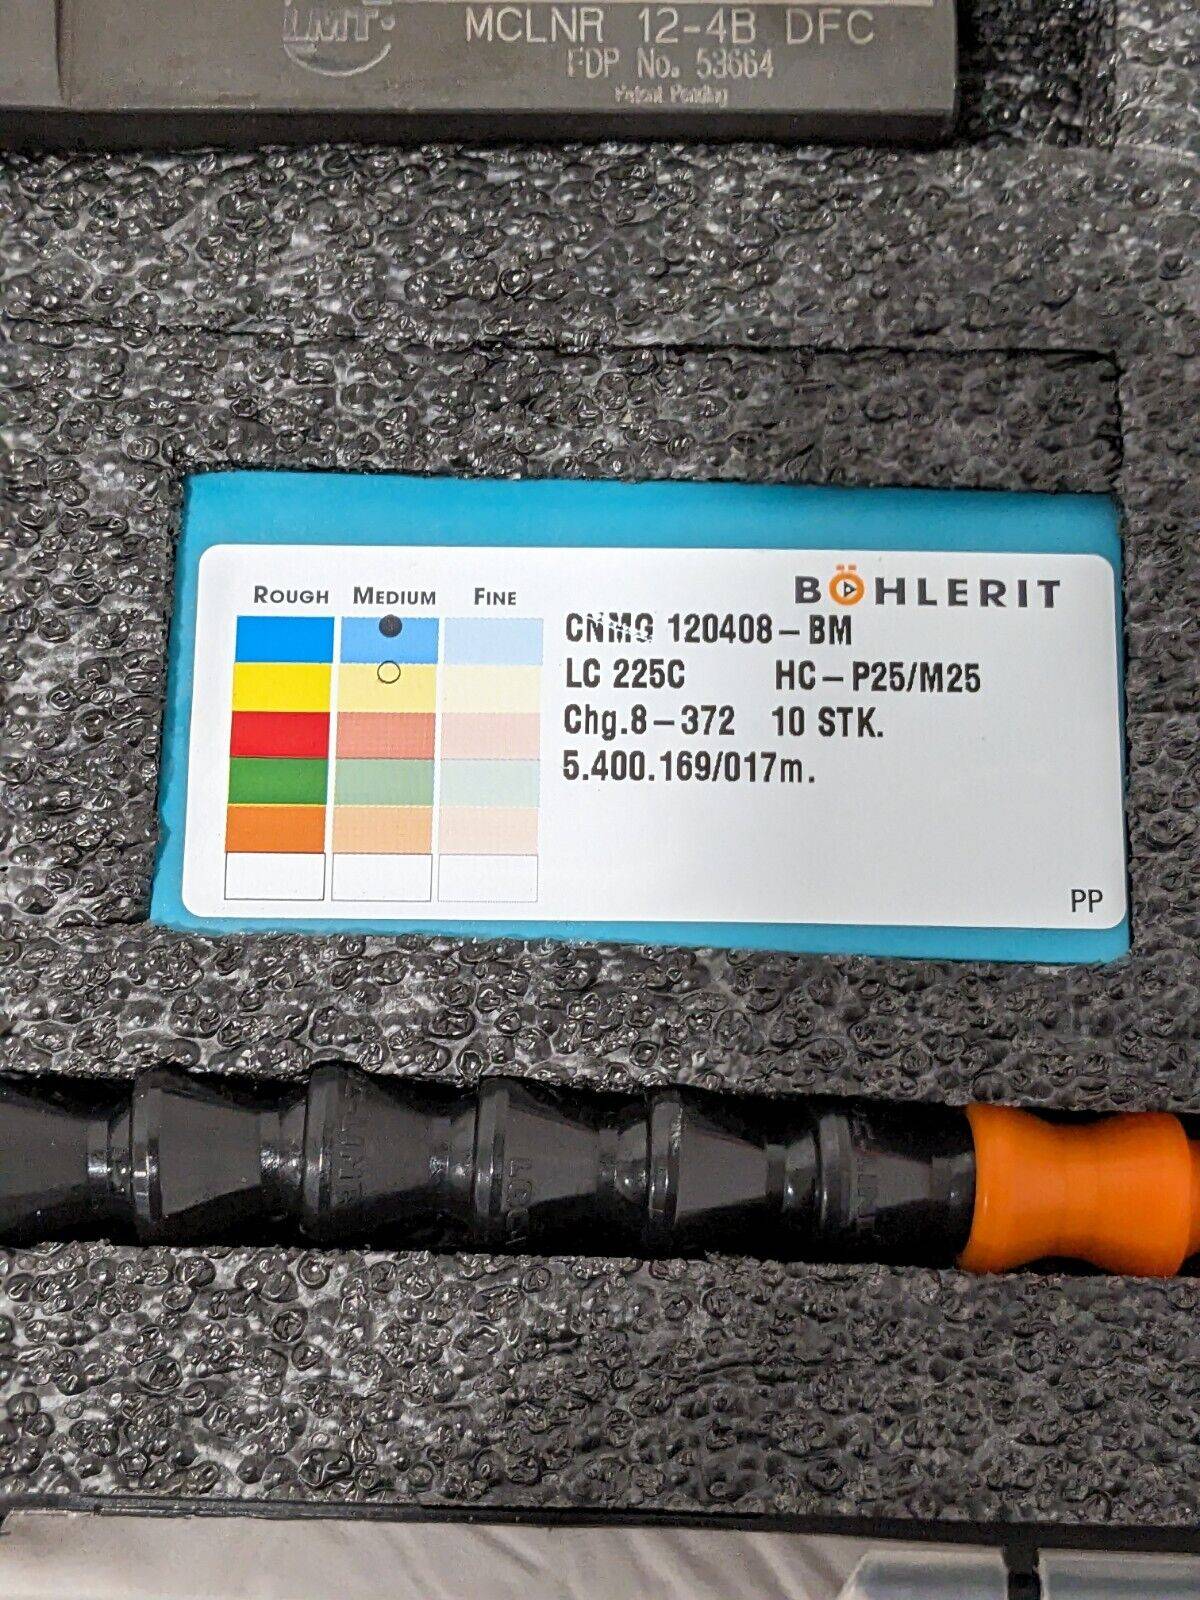 LMT
MCLNR 12-4B DFC
FDP No. 53664
Patent Pending
BÖHLERIT
ROUGH MEDIUM FINE
CNMG 120408-BM
LC 225C HC-P25/M25
Chg.8-372 10 STK.
5.400.169/017m.
PP